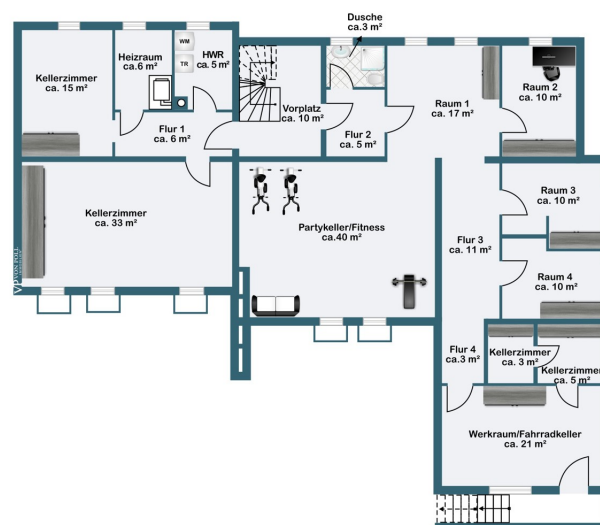 Dusche
ca.3 m²
Kellerzimmer
ca. 15 m²
Heizraum
ca.6 m²
WM
TR
HWR
ca. 5 m²
Vorplatz
ca. 10 m²
Flur 1
ca. 6 m²
Flur 2
ca. 5 m²
Raum 1
ca. 17 m²
Raum 2
ca. 10 m²
Kellerzimmer
ca. 33 m²
Partykeller/Fitness
ca.40 m²
Flur 3
ca. 11 m²
Raum 3
ca. 10 m²
Raum 4
ca. 10 m²
Flur 4
ca.3 m²
Kellerzimmer
ca. 3 m²
Kellerzimmer
ca. 5 m²
Werkraum/Fahrradkeller
ca. 21 m²
VP
VON POLL